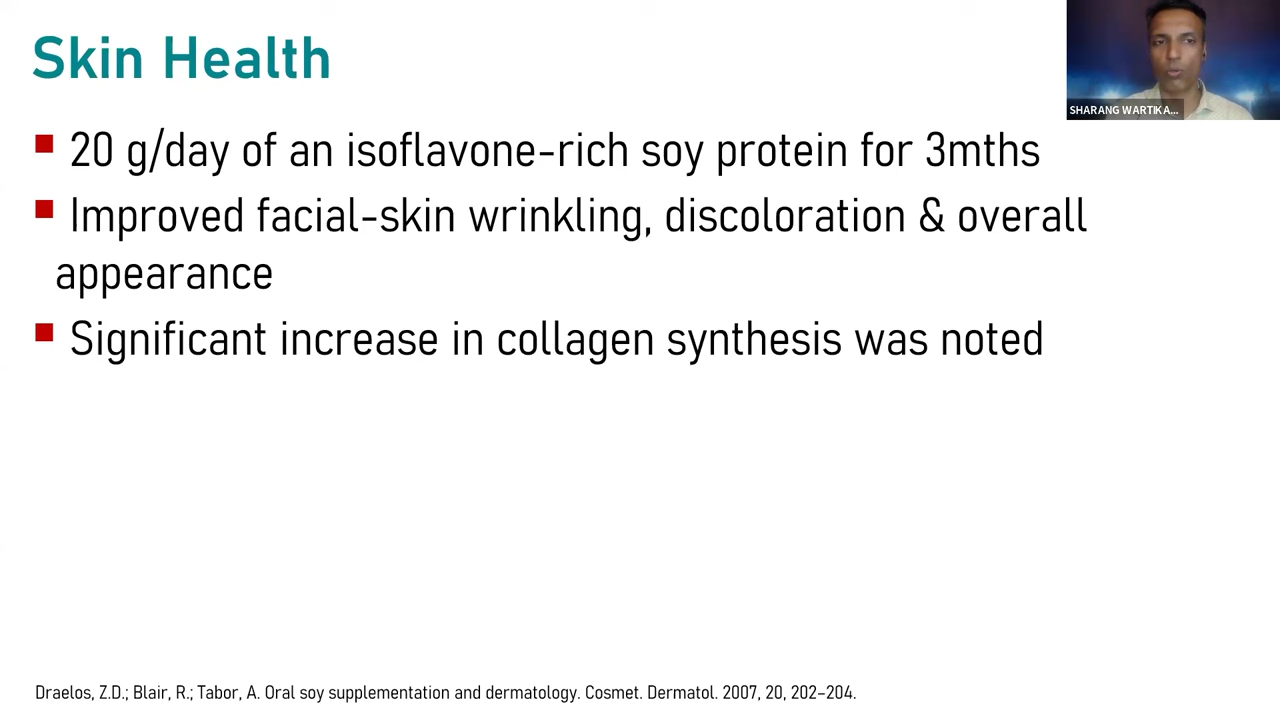 Skin Health
SHARANG WARTIKA...
20 g/day of an isoflavone-rich soy protein for 3mths
Improved facial-skin wrinkling, discoloration & overall
appearance
Significant increase in collagen synthesis was noted
Draelos, Z.D.; Blair, R.; Tabor, A. Oral soy supplementation and dermatology. Cosmet. Dermatol. 2007, 20, 202–204.